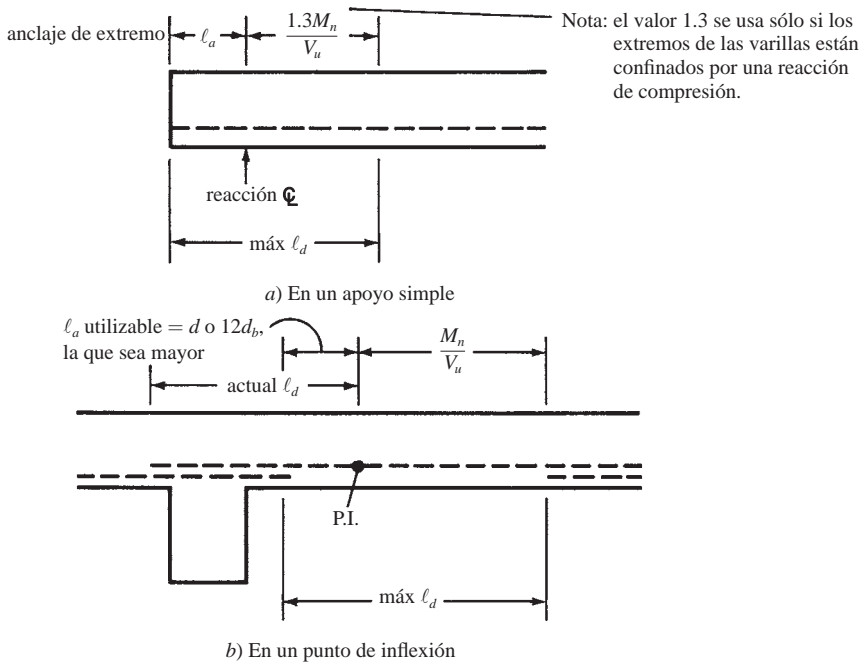 anclaje de extremo
ℓa
1.3Mn
Vu
Nota: el valor 1.3 se usa sólo si los
extremos de las varillas están
confinados por una reacción
de compresión.
reacción ℄
máx ℓd
a) En un apoyo simple
ℓa utilizable = d o 12db,
la que sea mayor
Mn
Vu
actual ℓd
P.I.
máx ℓd
b) En un punto de inflexión